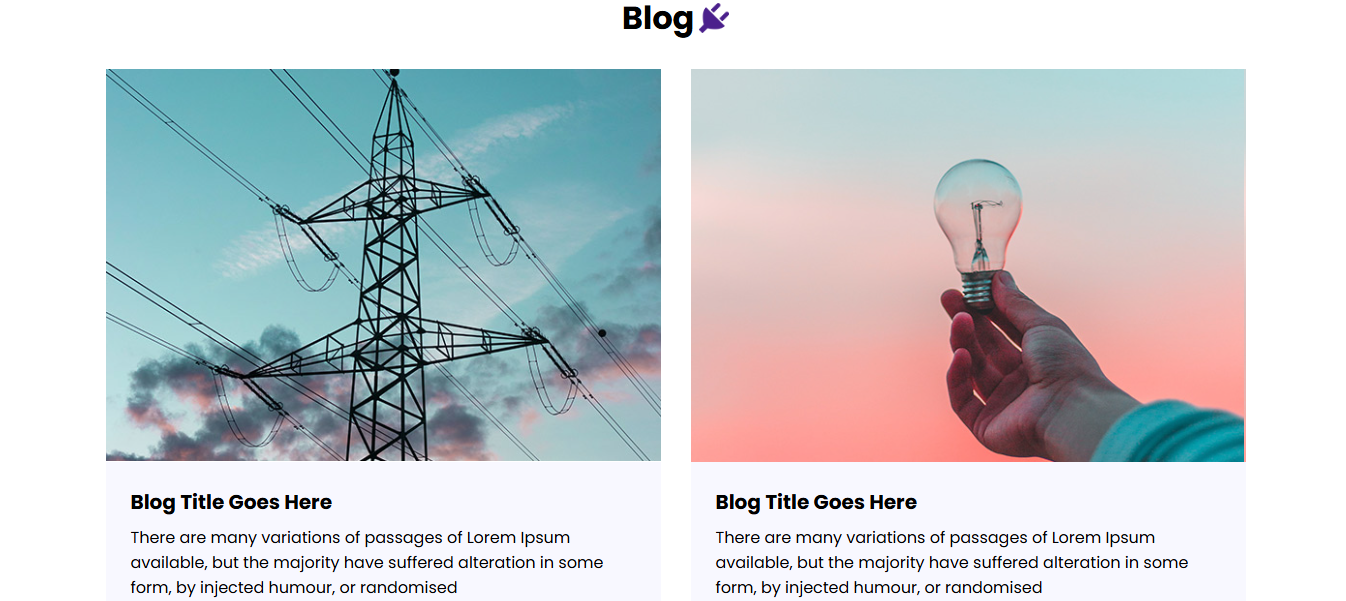 Blog
Blog Title Goes Here
There are many variations of passages of Lorem Ipsum
available, but the majority have suffered alteration in some
form, by injected humour, or randomised
Blog Title Goes Here
There are many variations of passages of Lorem Ipsum
available, but the majority have suffered alteration in some
form, by injected humour, or randomised